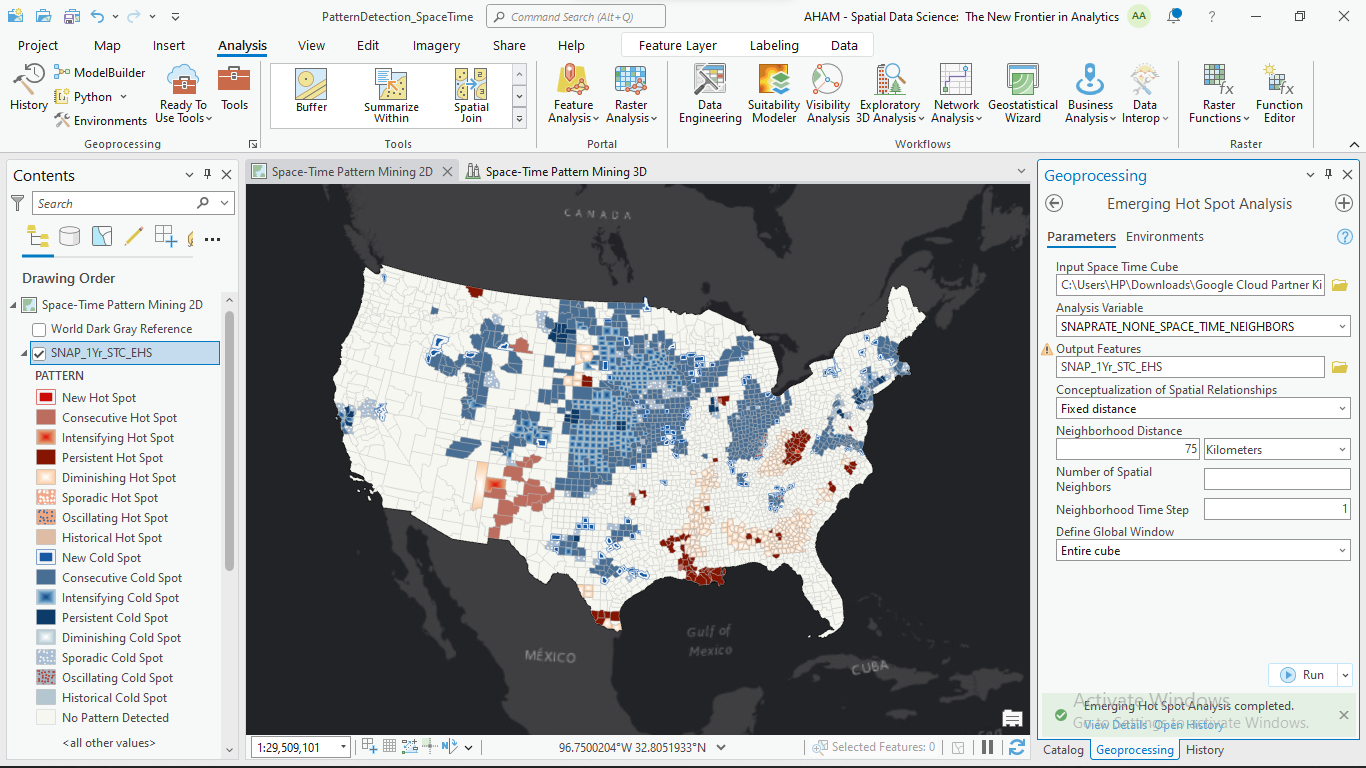 PatternDetection_SpaceTime
Command Search (Alt+Q)
AHAM - Spatial Data Science: The New Frontier in Analytics
AA
?
Project
Map
Insert
Analysis
View
Edit
Imagery
Share
Help
Feature Layer
Labeling
Data
History
ModelBuilder
Python
Environments
Ready To Use Tools
Tools
Geoprocessing
Buffer
Summarize Within
Spatial Join
Tools
Feature Analysis
Raster Analysis
Portal
Data Engineering
Suitability Modeler
Visibility Analysis
Exploratory 3D Analysis
Network Analysis
Geostatistical Wizard
Business Analysis
Data Interop
Workflows
Raster Functions
Function Editor
Raster
Contents
Search
Drawing Order
Space-Time Pattern Mining 2D
World Dark Gray Reference
SNAP_1Yr_STC_EHS
PATTERN
New Hot Spot
Consecutive Hot Spot
Intensifying Hot Spot
Persistent Hot Spot
Diminishing Hot Spot
Sporadic Hot Spot
Oscillating Hot Spot
Historical Hot Spot
New Cold Spot
Consecutive Cold Spot
Intensifying Cold Spot
Persistent Cold Spot
Diminishing Cold Spot
Sporadic Cold Spot
Oscillating Cold Spot
Historical Cold Spot
No Pattern Detected
<all other values>
Space-Time Pattern Mining 2D
Space-Time Pattern Mining 3D
CANADA
Gulf of
Mexico
MÉXICO
CUBA
1:29,509,101
96.7500204°W 32.8051933°N
Selected Features: 0
Geoprocessing
Emerging Hot Spot Analysis
Parameters
Environments
Input Space Time Cube
C:\Users\HP\Downloads\Google Cloud Partner Ki
Analysis Variable
SNAPRATE_NONE_SPACE_TIME_NEIGHBORS
Output Features
SNAP_1Yr_STC_EHS
Conceptualization of Spatial Relationships
Fixed distance
Neighborhood Distance
75
Kilometers
Number of Spatial Neighbors
Neighborhood Time Step
1
Define Global Window
Entire cube
Run
Activate Windows
Emerging Hot Spot Analysis completed.
Go to Settings to activate Windows.
View Details Open History
Catalog
Geoprocessing
History